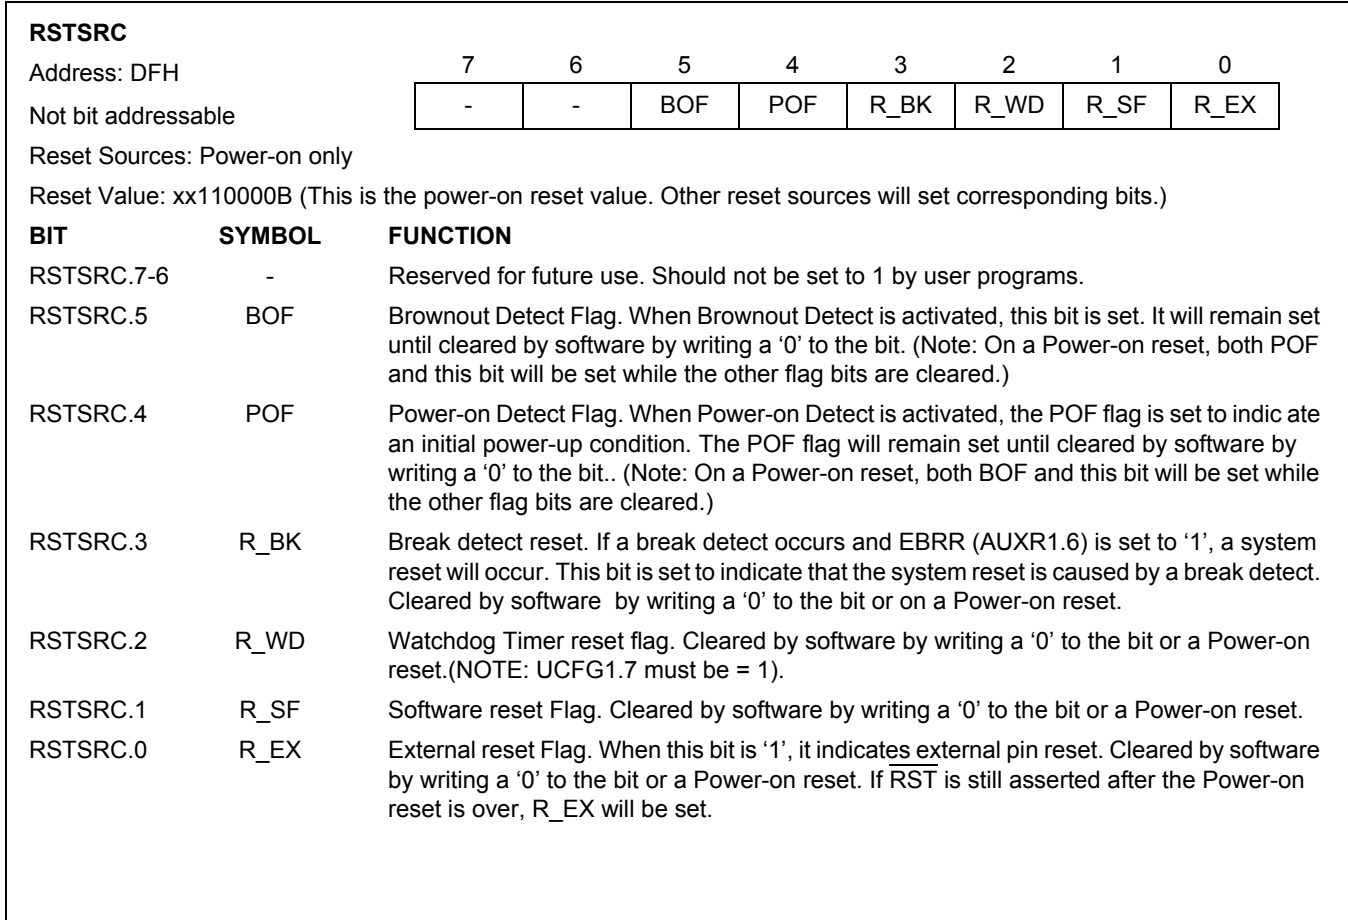 RSTSRC
Address: DFH
7 6 5 4 3 2 1 0
Not bit addressable
- - BOF POF R_BK R_WD R_SF R_EX
Reset Sources: Power-on only
Reset Value: xx110000B (This is the power-on reset value. Other reset sources will set corresponding bits.)
BIT SYMBOL FUNCTION
RSTSRC.7-6 - Reserved for future use. Should not be set to 1 by user programs.
RSTSRC.5 BOF Brownout Detect Flag. When Brownout Detect is activated, this bit is set. It will remain set
until cleared by software by writing a ‘0’ to the bit. (Note: On a Power-on reset, both POF
and this bit will be set while the other flag bits are cleared.)
RSTSRC.4 POF Power-on Detect Flag. When Power-on Detect is activated, the POF flag is set to indic ate
an initial power-up condition. The POF flag will remain set until cleared by software by
writing a ‘0’ to the bit.. (Note: On a Power-on reset, both BOF and this bit will be set while
the other flag bits are cleared.)
RSTSRC.3 R_BK Break detect reset. If a break detect occurs and EBRR (AUXR1.6) is set to ‘1’, a system
reset will occur. This bit is set to indicate that the system reset is caused by a break detect.
Cleared by software by writing a ‘0’ to the bit or on a Power-on reset.
RSTSRC.2 R_WD Watchdog Timer reset flag. Cleared by software by writing a ‘0’ to the bit or a Power-on
reset.(NOTE: UCFG1.7 must be = 1).
RSTSRC.1 R_SF Software reset Flag. Cleared by software by writing a ‘0’ to the bit or a Power-on reset.
RSTSRC.0 R_EX External reset Flag. When this bit is ‘1’, it indicates external pin reset. Cleared by software
by writing a ‘0’ to the bit or a Power-on reset. If R̅S̅T̅ is still asserted after the Power-on
reset is over, R_EX will be set.